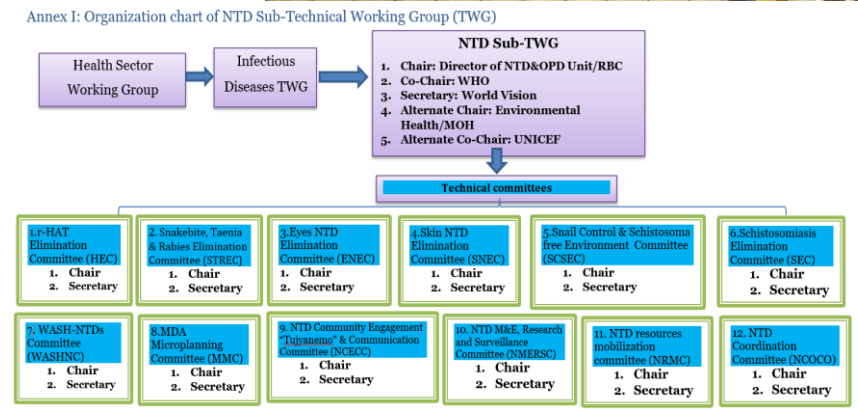 Annex I: Organization chart of NTD Sub-Technical Working Group (TWG)
Health Sector
Working Group
Infectious
Diseases TWG
NTD Sub-TWG
1. Chair: Director of NTD&OPD Unit/RBC
2. Co-Chair: WHO
3. Secretary: World Vision
4. Alternate Chair: Environmental
Health/MOH
5. Alternate Co-Chair: UNICEF
Technical committees
1.r-HAT
Elimination
Committee (HEC)
1. Chair
2. Secretary
2. Snakebite, Taenia
& Rabies Elimination
Committee (STREC)
1. Chair
2. Secretary
3.Eyes NTD
Elimination
Committee (ENEC)
1. Chair
2. Secretary
4.Skin NTD
Elimination
Committee (SNEC)
1. Chair
2. Secretary
5.Snail Control & Schistosoma
free Environment Committee
(SCSEC)
1. Chair
2. Secretary
6.Schistosomiasis
Elimination
Committee (SEC)
1. Chair
2. Secretary
7. WASH-NTDs
Committee
(WASHNC)
1. Chair
2. Secretary
8.MDA
Microplanning
Committee (MMC)
1. Chair
2. Secretary
9. NTD Community Engagement
"Tujyanemo" & Communication
Committee (NCECC)
1. Chair
2. Secretary
10. NTD M&E, Research
and Surveillance
Committee (NMERSC)
1. Chair
2. Secretary
11. NTD resources
mobilization
committee (NRMC)
1. Chair
2. Secretary
12. NTD
Coordination
Committee (NCOCO)
1. Chair
2. Secretary